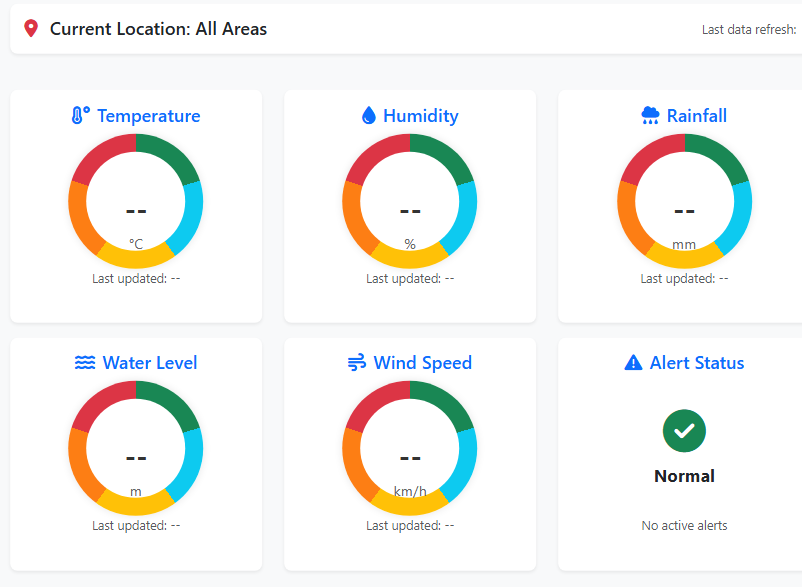 Current Location: All Areas
Last data refresh:
Temperature
--
°C
Last updated: --
Humidity
--
%
Last updated: --
Rainfall
--
mm
Last updated: --
Water Level
--
m
Last updated: --
Wind Speed
--
km/h
Last updated: --
Alert Status
Normal
No active alerts